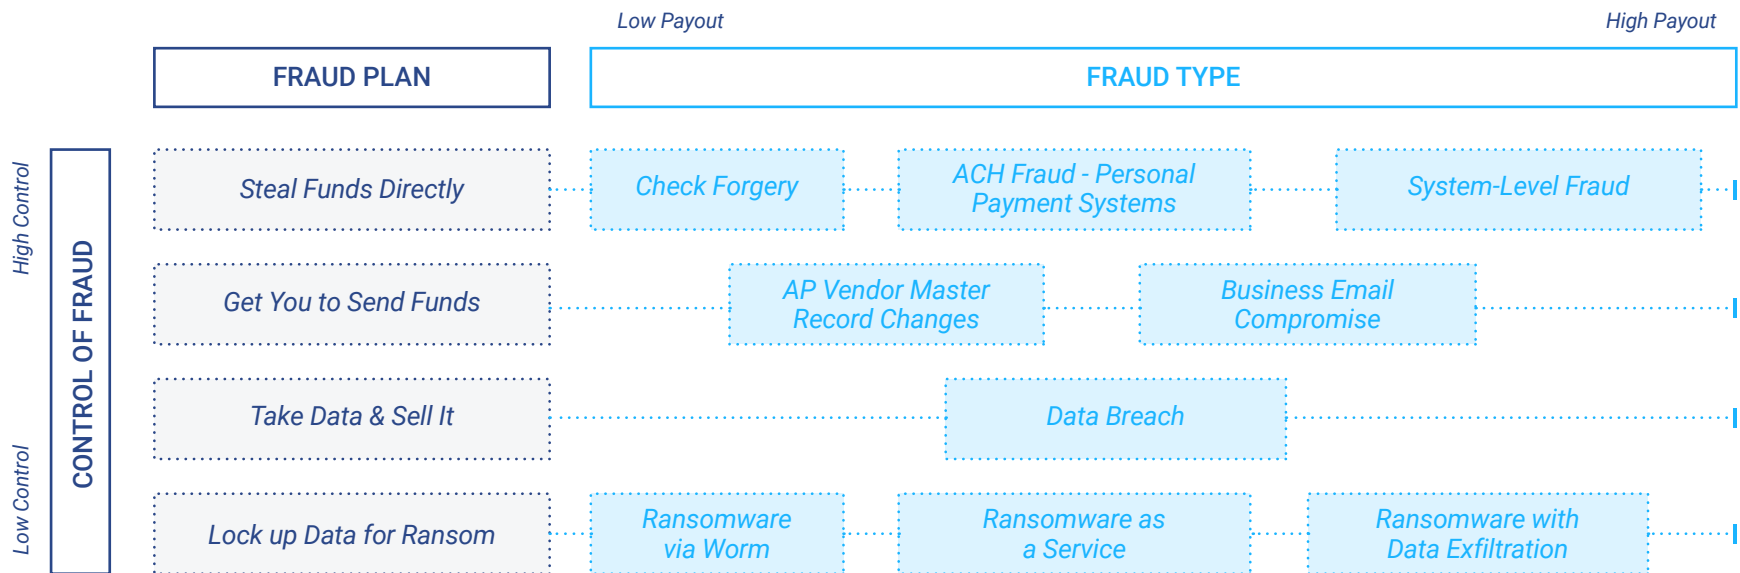 Low Payout
High Payout
FRAUD PLAN
FRAUD TYPE
High Control
CONTROL OF FRAUD
Low Control
Steal Funds Directly
Check Forgery
ACH Fraud - Personal
Payment Systems
System-Level Fraud
Get You to Send Funds
AP Vendor Master
Record Changes
Business Email
Compromise
Take Data & Sell It
Data Breach
Lock up Data for Ransom
Ransomware
via Worm
Ransomware as
a Service
Ransomware with
Data Exfiltration